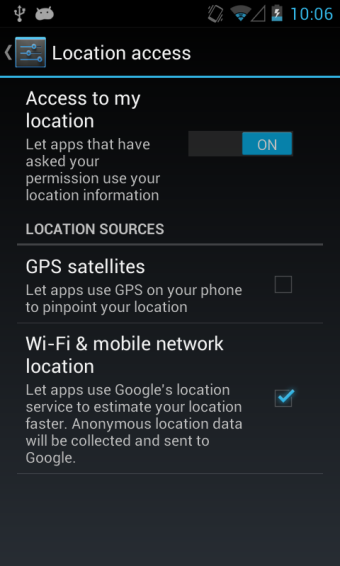 10:06
Location access
Access to my
location
Let apps that have
asked your
permission use your
location information
ON
LOCATION SOURCES
GPS satellites
Let apps use GPS on your phone
to pinpoint your location
Wi-Fi & mobile network
location
Let apps use Google's location
service to estimate your location
faster. Anonymous location data
will be collected and sent to
Google.